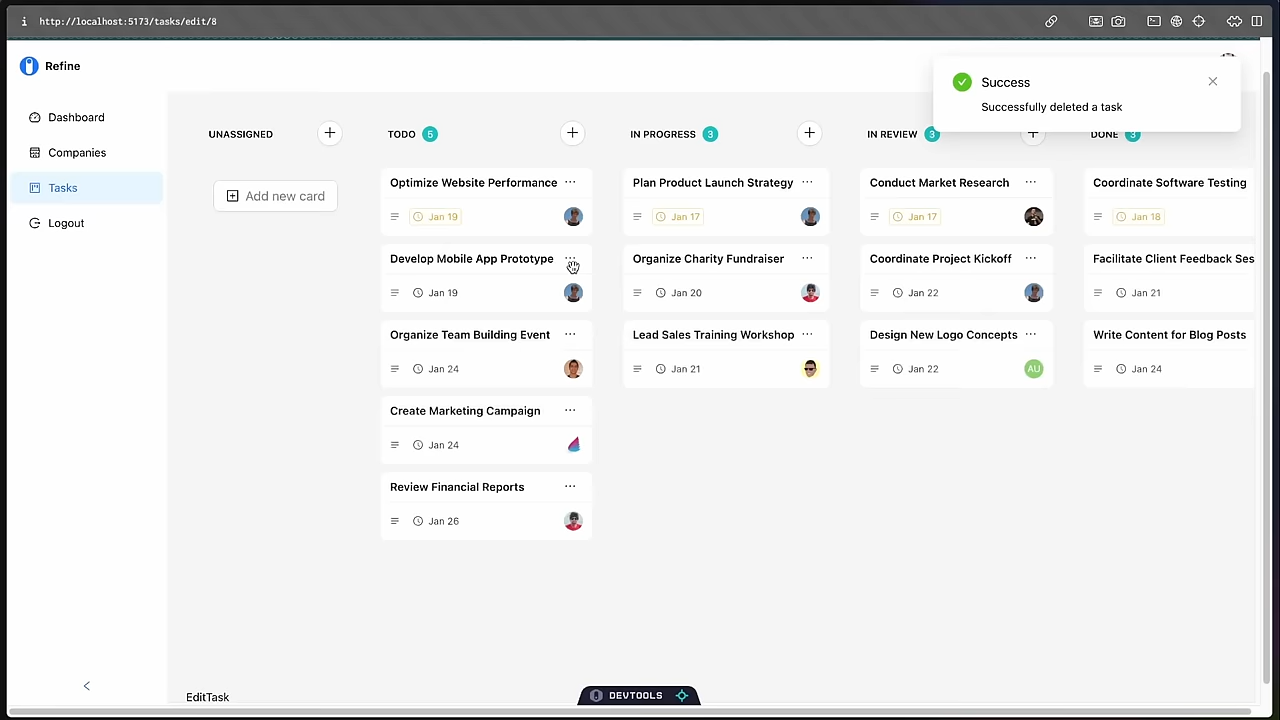 http://localhost:5173/tasks/edit/8
Refine
Success
Successfully deleted a task
Dashboard
Companies
Tasks
Logout
UNASSIGNED
Add new card
TODO 5
Optimize Website Performance
Jan 19
Develop Mobile App Prototype
Jan 19
Organize Team Building Event
Jan 24
Create Marketing Campaign
Jan 24
Review Financial Reports
Jan 26
IN PROGRESS 3
Plan Product Launch Strategy
Jan 17
Organize Charity Fundraiser
Jan 20
Lead Sales Training Workshop
Jan 21
IN REVIEW 3
Conduct Market Research
Jan 17
Coordinate Project Kickoff
Jan 22
Design New Logo Concepts
Jan 22
AU
DONE 3
Coordinate Software Testing
Jan 18
Facilitate Client Feedback Ses
Jan 21
Write Content for Blog Posts
Jan 24
EditTask
DEVTOOLS